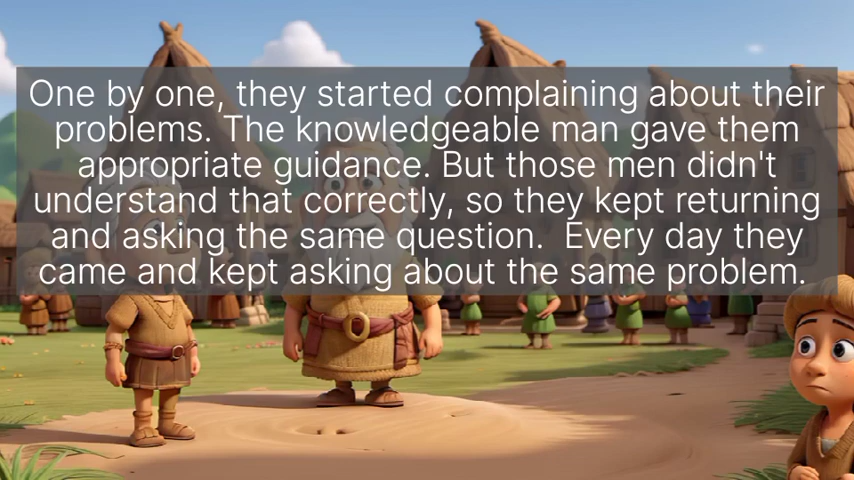 One by one, they started complaining about their
problems. The knowledgeable man gave them
appropriate guidance. But those men didn't
understand that correctly, so they kept returning
and asking the same question.  Every day they
came and kept asking about the same problem.